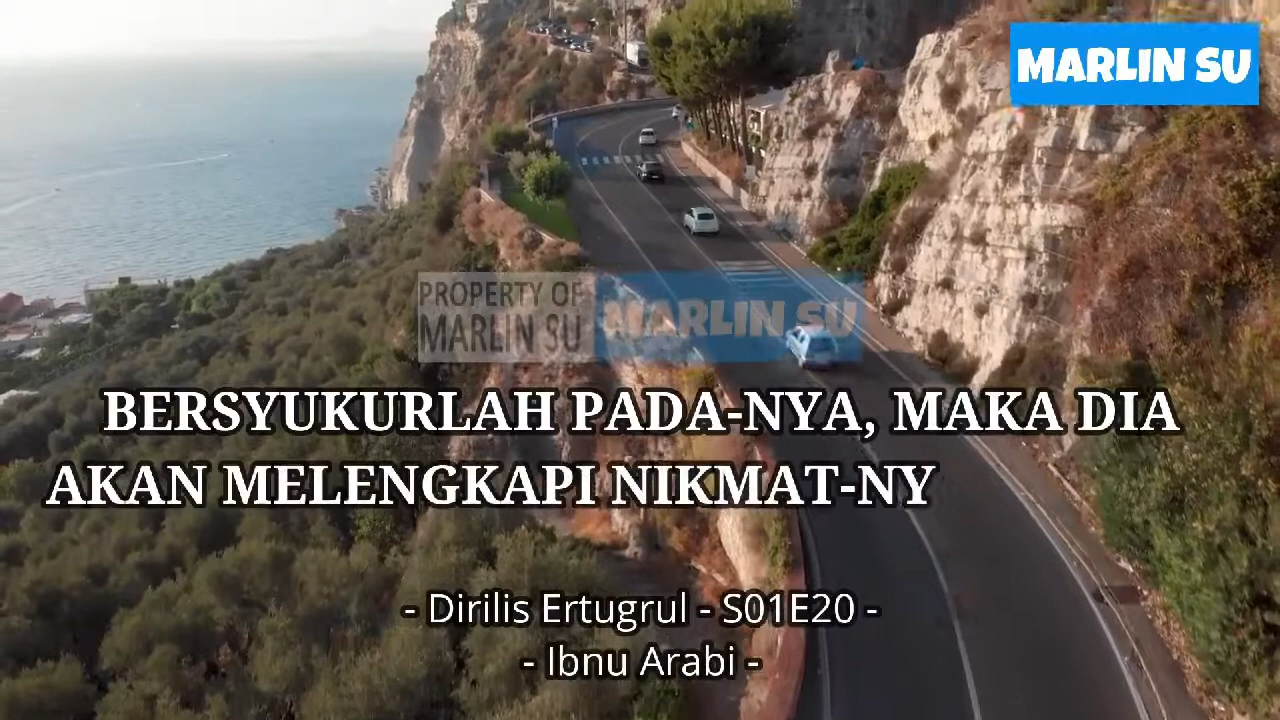 MARLIN SU
PROPERTY OF
MARLIN SU
MARLIN SU
BERSYUKURLAH PADA-NYA, MAKA DIA
AKAN MELENGKAPI NIKMAT-NY
- Dirilis Ertugrul - S01E20 -
- Ibnu Arabi -